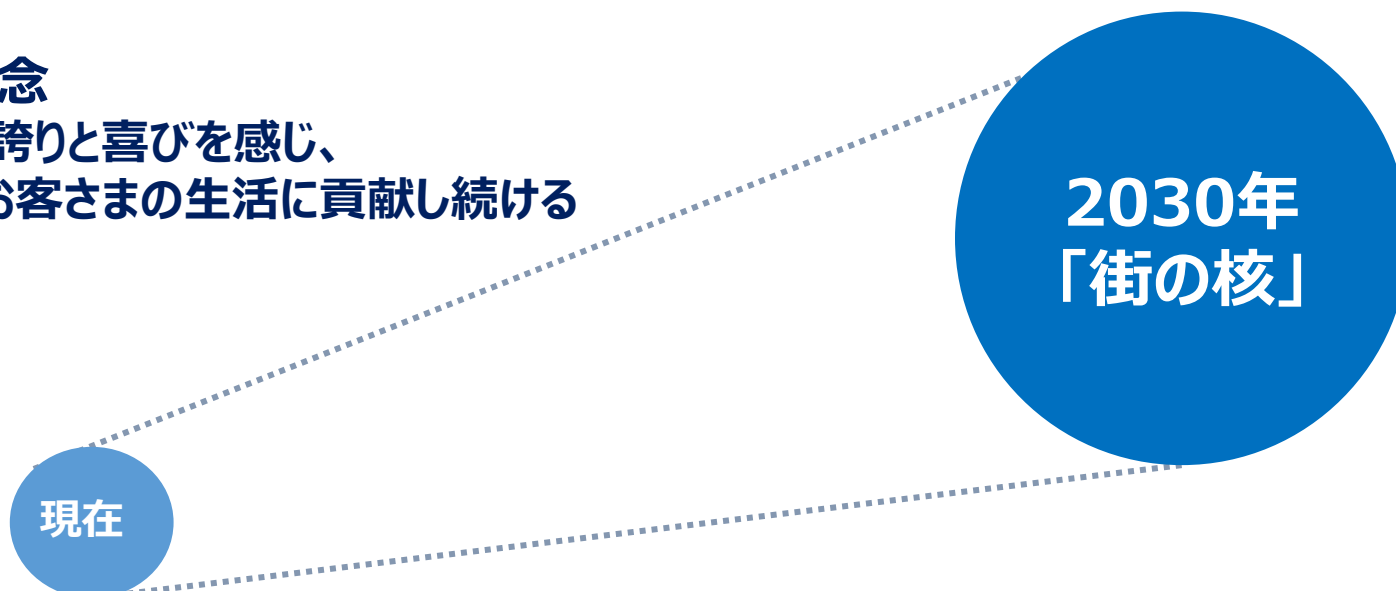 念
誇りと喜びを感じ、
お客さまの生活に貢献し続ける
2030年
「街の核」
現在